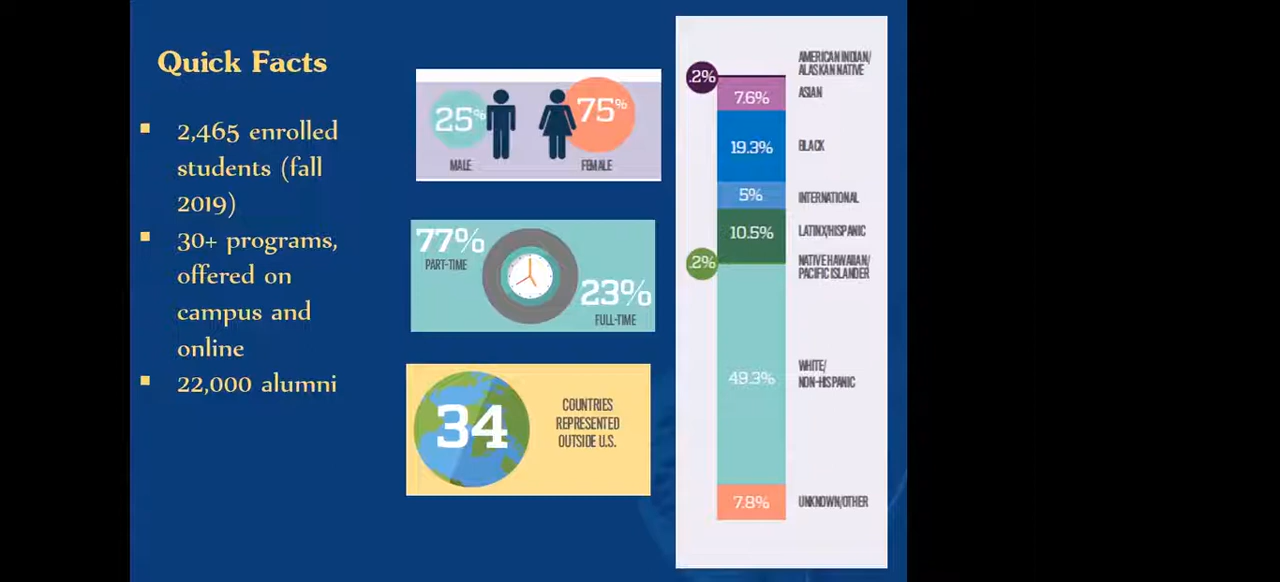 Quick Facts
▪ 2,465 enrolled
students (fall
2019)
▪ 30+ programs,
offered on
campus and
online
▪ 22,000 alumni
25%
75%
MALE
FEMALE
77%
PART-TIME
23%
FULL-TIME
34
COUNTRIES
REPRESENTED
OUTSIDE U.S.
.2%
AMERICAN INDIAN/
ALASKAN NATIVE
7.6%
ASIAN
19.3%
BLACK
5%
INTERNATIONAL
10.5%
LATINX/HISPANIC
.2%
NATIVE HAWAIIAN/
PACIFIC ISLANDER
49.3%
WHITE/
NON-HISPANIC
7.8%
UNKNOWN/OTHER